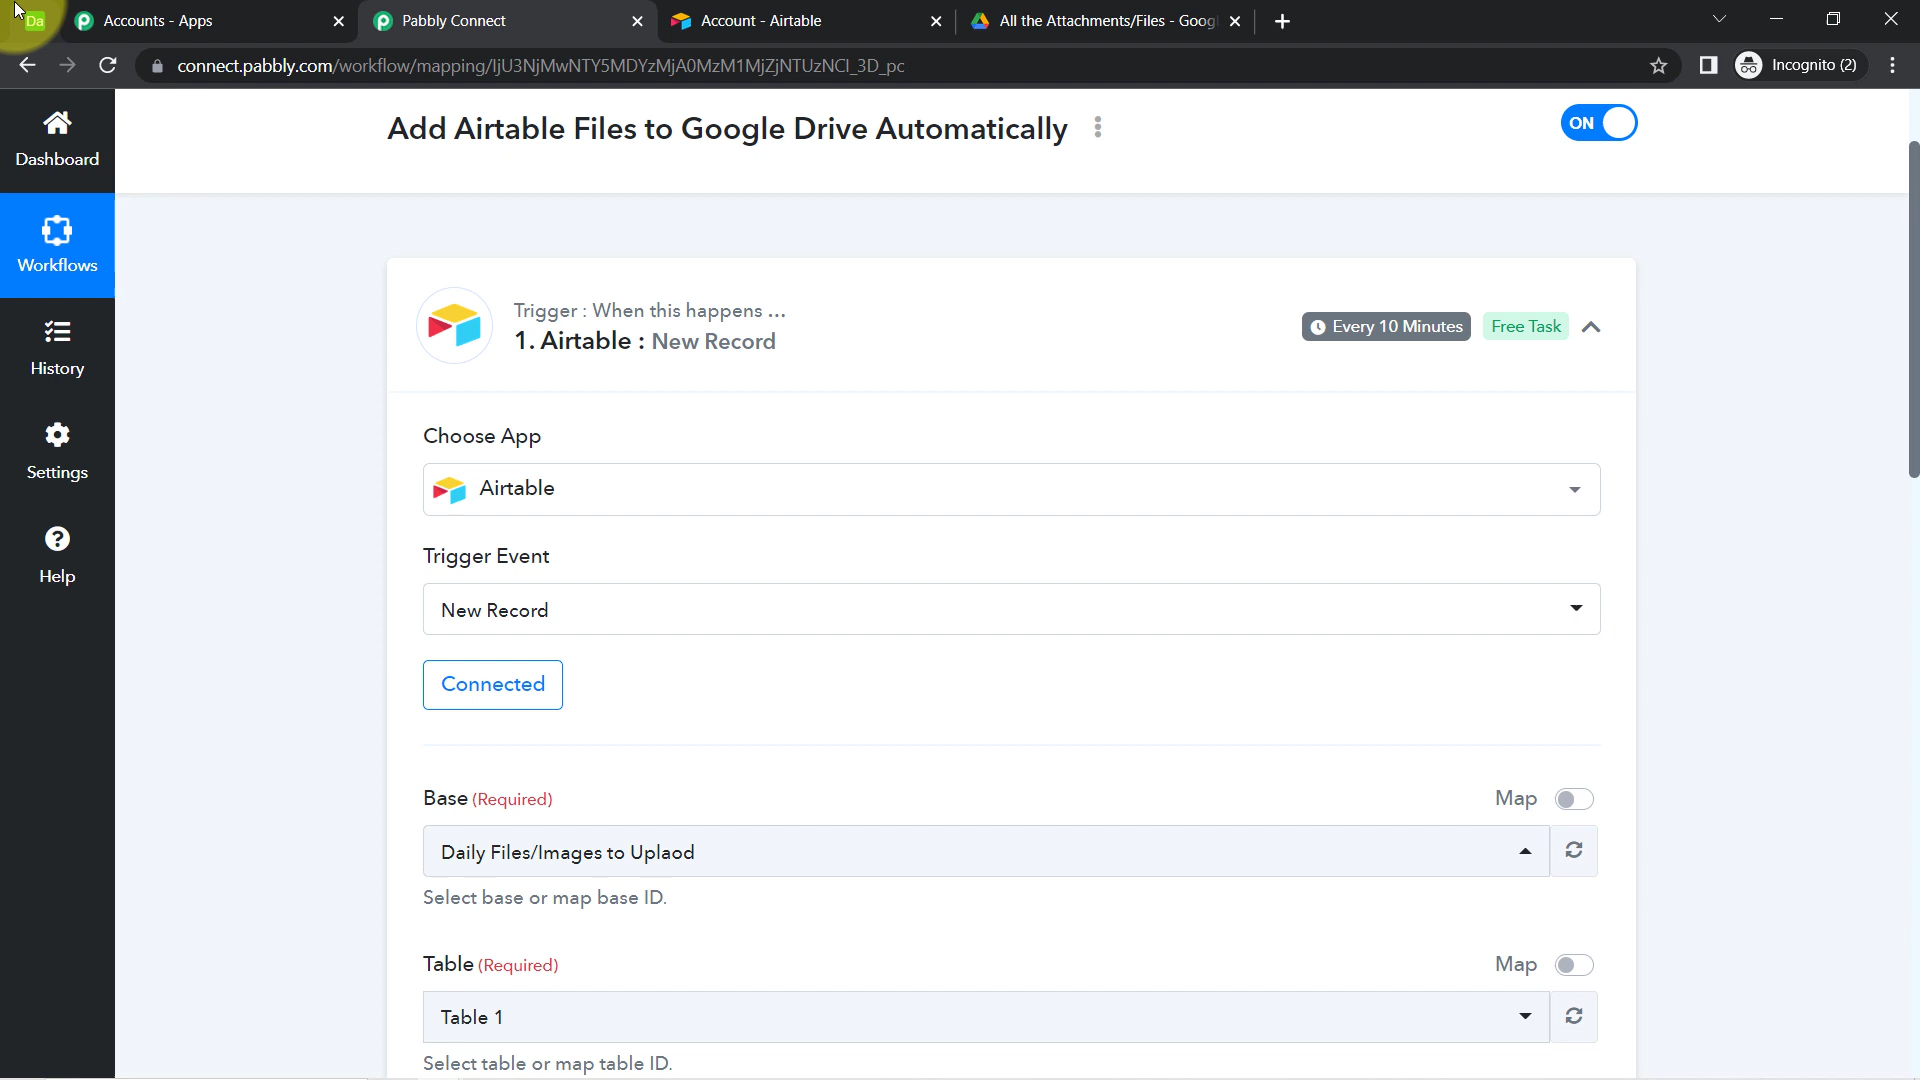 Da
Accounts - Apps
Pabbly Connect
Account - Airtable
All the Attachments/Files - Goog
connect.pabbly.com/workflow/mapping/IjU3NjMwNTY5MDYzMjA0MzM1MjZjNTUzNCI_3D_pc
Incognito (2)
Dashboard
Workflows
History
Settings
Help
Add Airtable Files to Google Drive Automatically
ON
Trigger : When this happens ...
1. Airtable : New Record
Every 10 Minutes
Free Task
Choose App
Airtable
Trigger Event
New Record
Connected
Base (Required)
Map
Daily Files/Images to Uplaod
Select base or map base ID.
Table (Required)
Map
Table 1
Select table or map table ID.